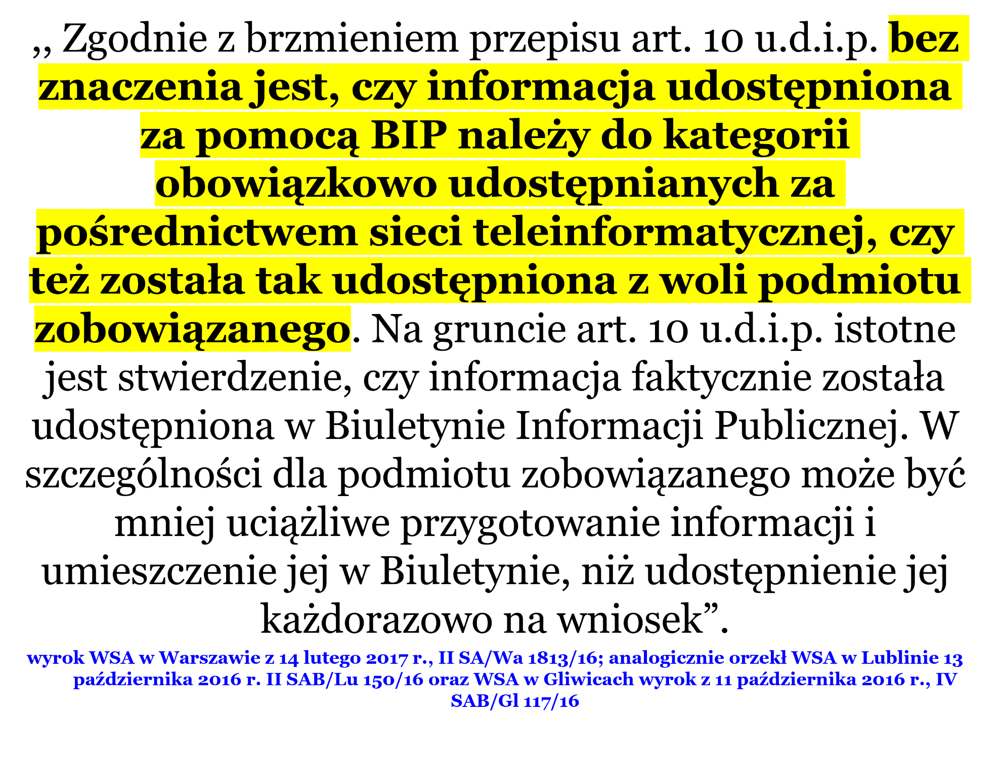 ,, Zgodnie z brzmieniem przepisu art. 10 u.d.i.p. bez
znaczenia jest, czy informacja udostępniona
za pomocą BIP należy do kategorii
obowiązkowo udostępnianych za
pośrednictwem sieci teleinformatycznej, czy
też została tak udostępniona z woli podmiotu
zobowiązanego. Na gruncie art. 10 u.d.i.p. istotne
jest stwierdzenie, czy informacja faktycznie została
udostępniona w Biuletynie Informacji Publicznej. W
szczególności dla podmiotu zobowiązanego może być
mniej uciążliwe przygotowanie informacji i
umieszczenie jej w Biuletynie, niż udostępnienie jej
każdorazowo na wniosek”.
wyrok WSA w Warszawie z 14 lutego 2017 r., II SA/Wa 1813/16; analogicznie orzekł WSA w Lublinie 13
października 2016 r. II SAB/Lu 150/16 oraz WSA w Gliwicach wyrok z 11 października 2016 r., IV
SAB/Gl 117/16